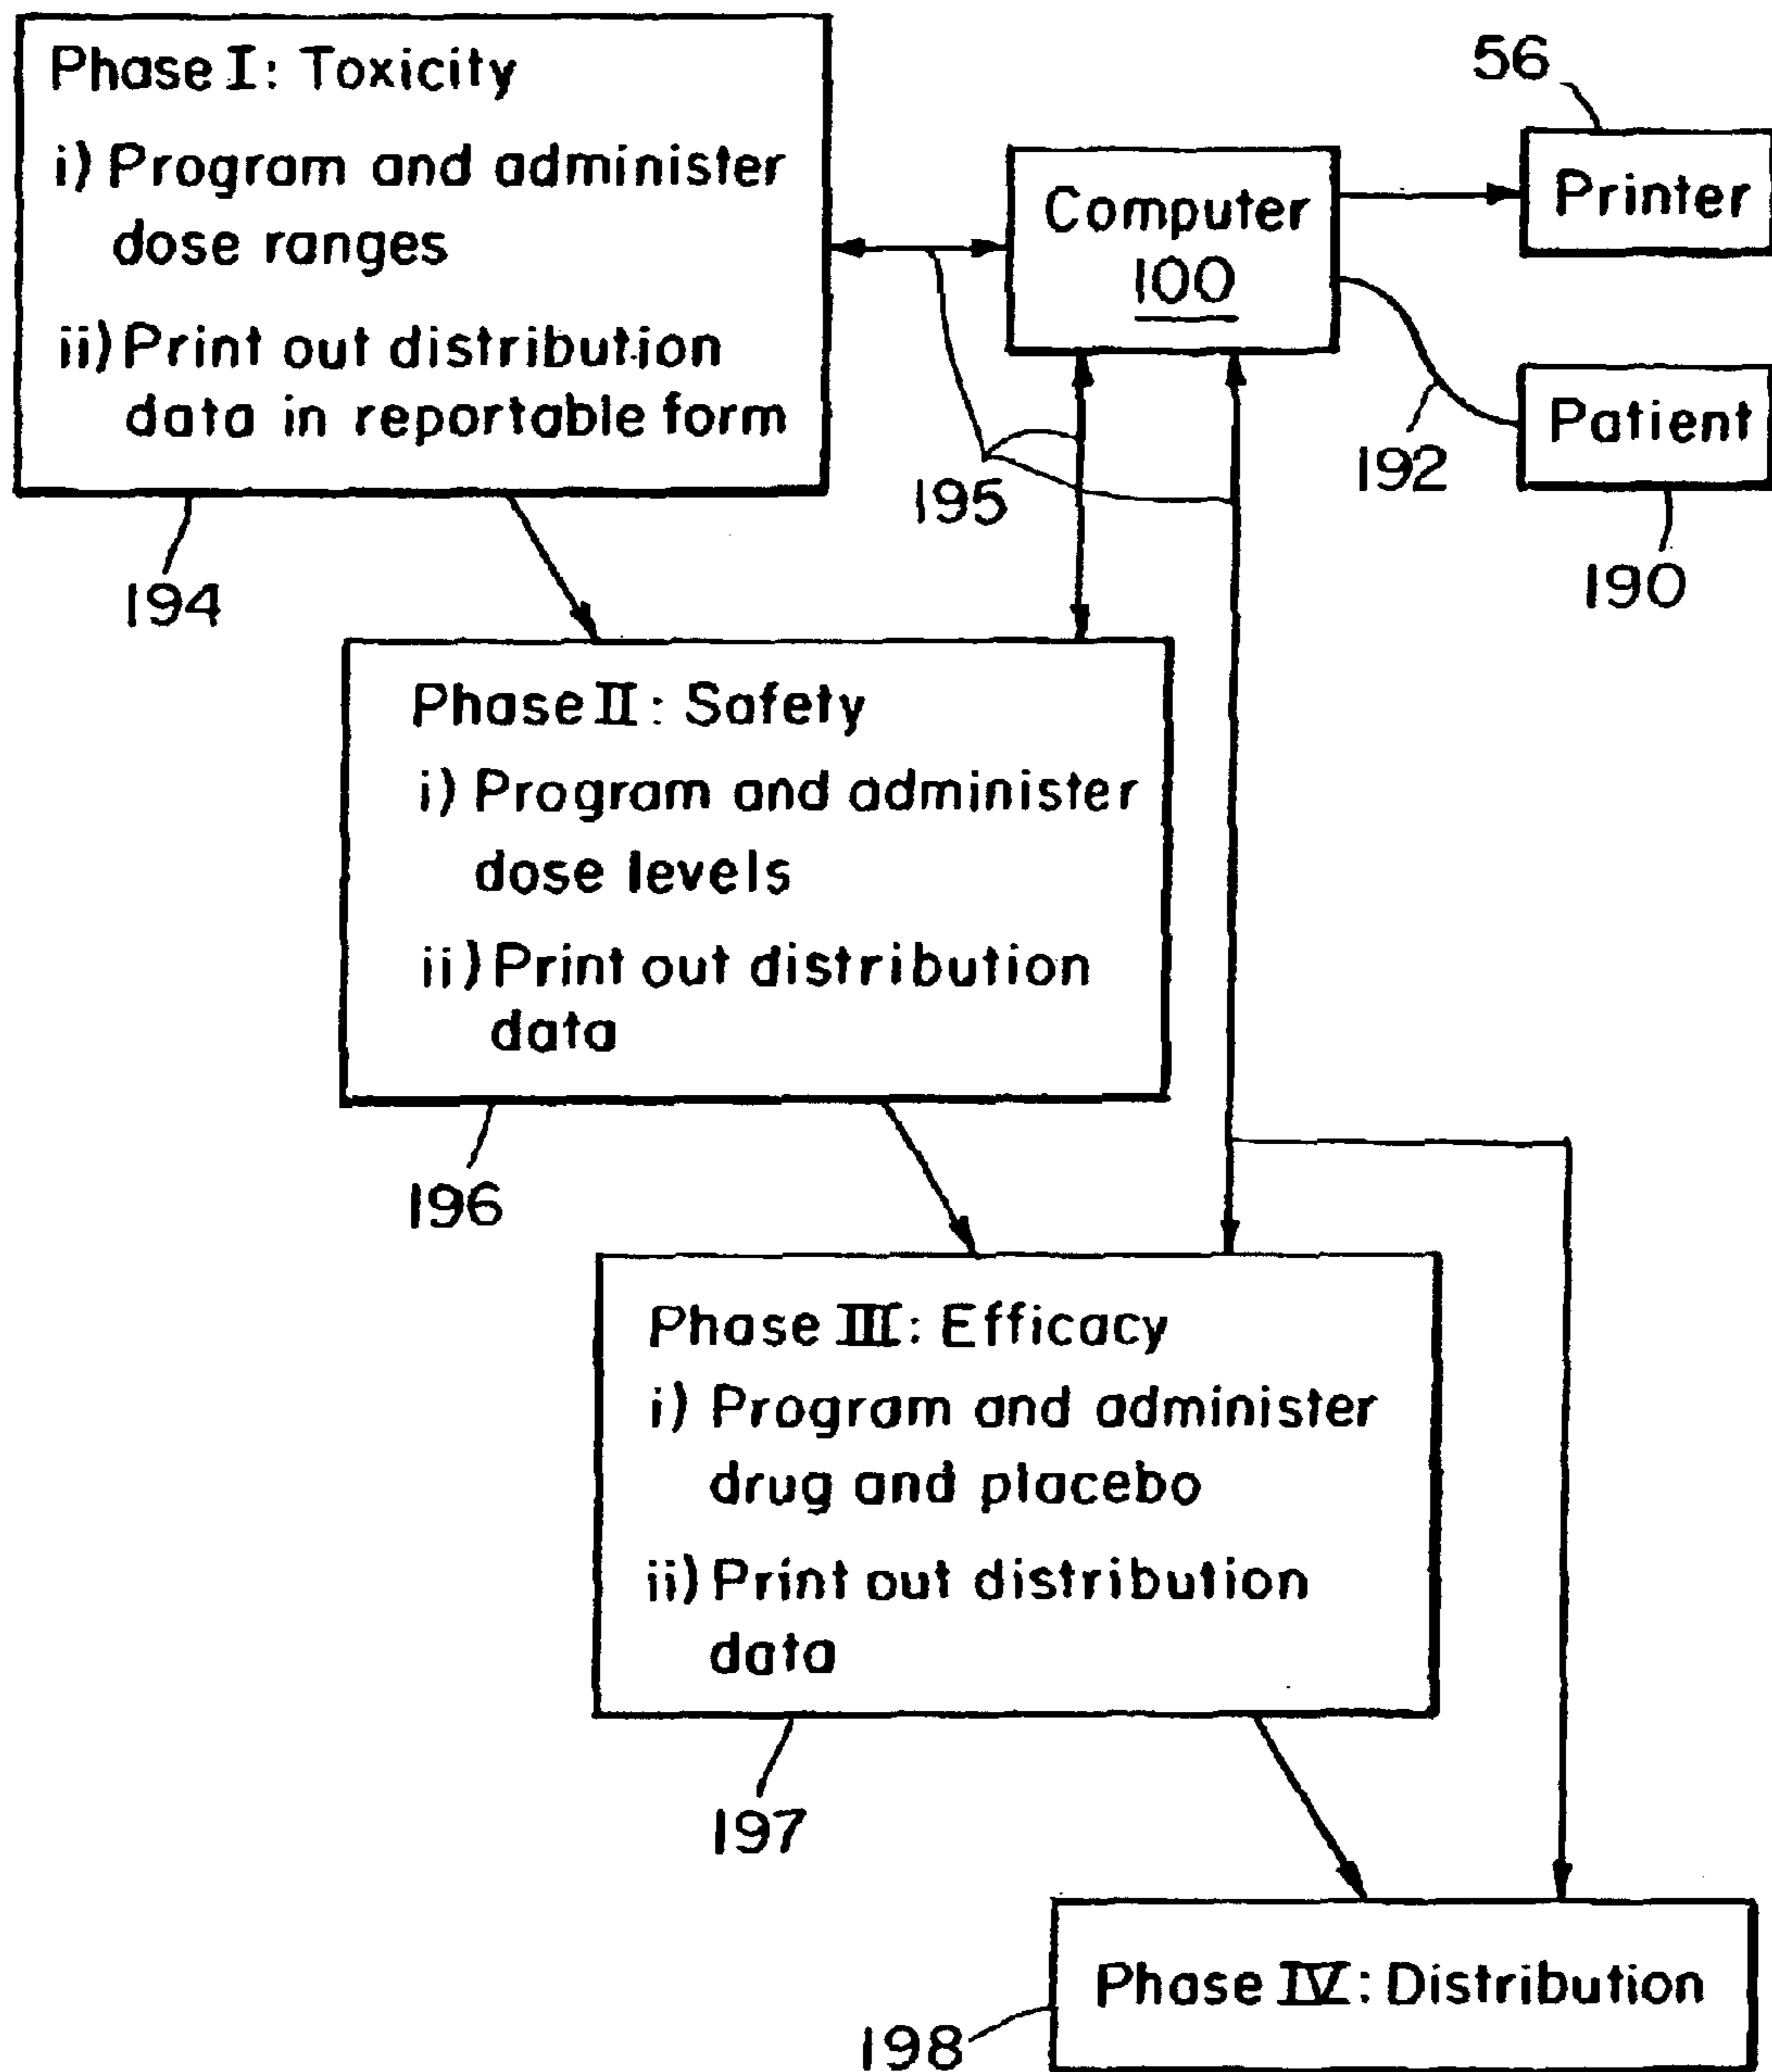 Phase I: Toxicity
i) Program and administer
dose ranges
ii) Print out distribution
data in reportable form
194
Computer
100
56
Printer
Patient
192
190
195
Phase II: Safety
i) Program and administer
dose levels
ii) Print out distribution
data
196
Phase III: Efficacy
i) Program and administer
drug and placebo
ii) Print out distribution
data
197
Phase IV: Distribution
198